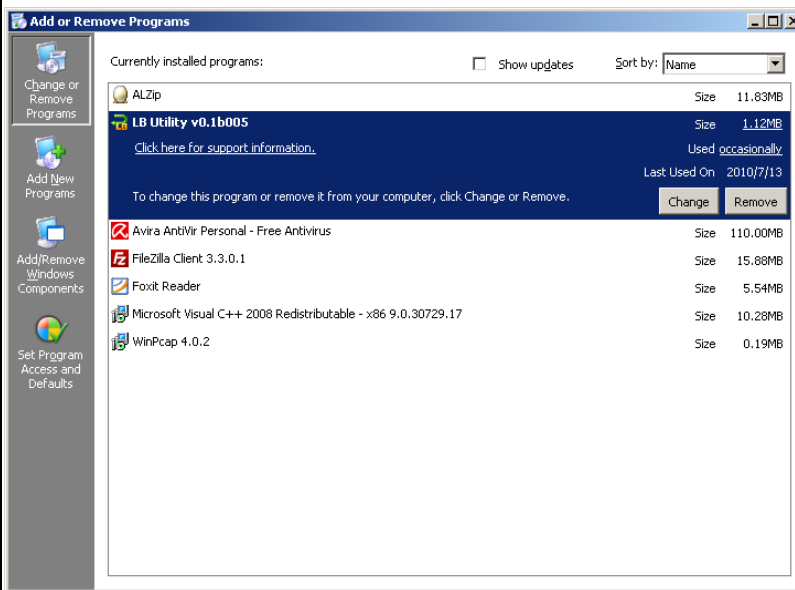 Add or Remove Programs
Change or
Remove
Programs
Add New
Programs
Add/Remove
Windows
Components
Set Program
Access and
Defaults
Currently installed programs:
Show updates
Sort by: Name
ALZip Size 11.83MB
LB Utility v0.1b005 Size 1.12MB
Click here for support information. Used occasionally
Last Used On 2010/7/13
To change this program or remove it from your computer, click Change or Remove. Change Remove
Avira AntiVir Personal - Free Antivirus Size 110.00MB
FileZilla Client 3.3.0.1 Size 15.88MB
Foxit Reader Size 5.54MB
Microsoft Visual C++ 2008 Redistributable - x86 9.0.30729.17 Size 10.28MB
WinPcap 4.0.2 Size 0.19MB